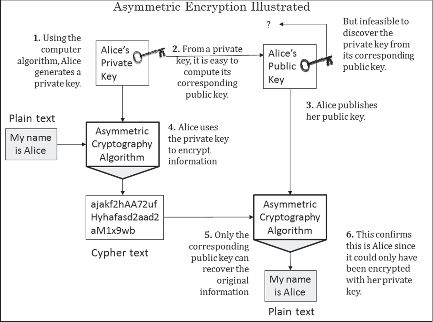 Asymmetric Encryption Illustrated
1. Using the
computer
algorithm, Alice
generates a
private key.
Alice's
Private
Key
2. From a private
key, it is easy to
compute its
corresponding
public key.
Alice's
Public
Key
?
But infeasible to
discover the
private key from
its corresponding
public key.
3. Alice publishes
her public key.
Plain text
My name
is Alice
Asymmetric
Cryptography
Algorithm
4. Alice uses
the private key
to encrypt
information
ajakf2hAA72uf
Hyhafasd2aad2
aM1x9wb
Cypher text
Asymmetric
Cryptography
Algorithm
5. Only the
corresponding
public key can
recover the
original
information
6. This confirms
this is Alice since
it could only have
been encrypted
with her private
key.
My name
is Alice
Plain text